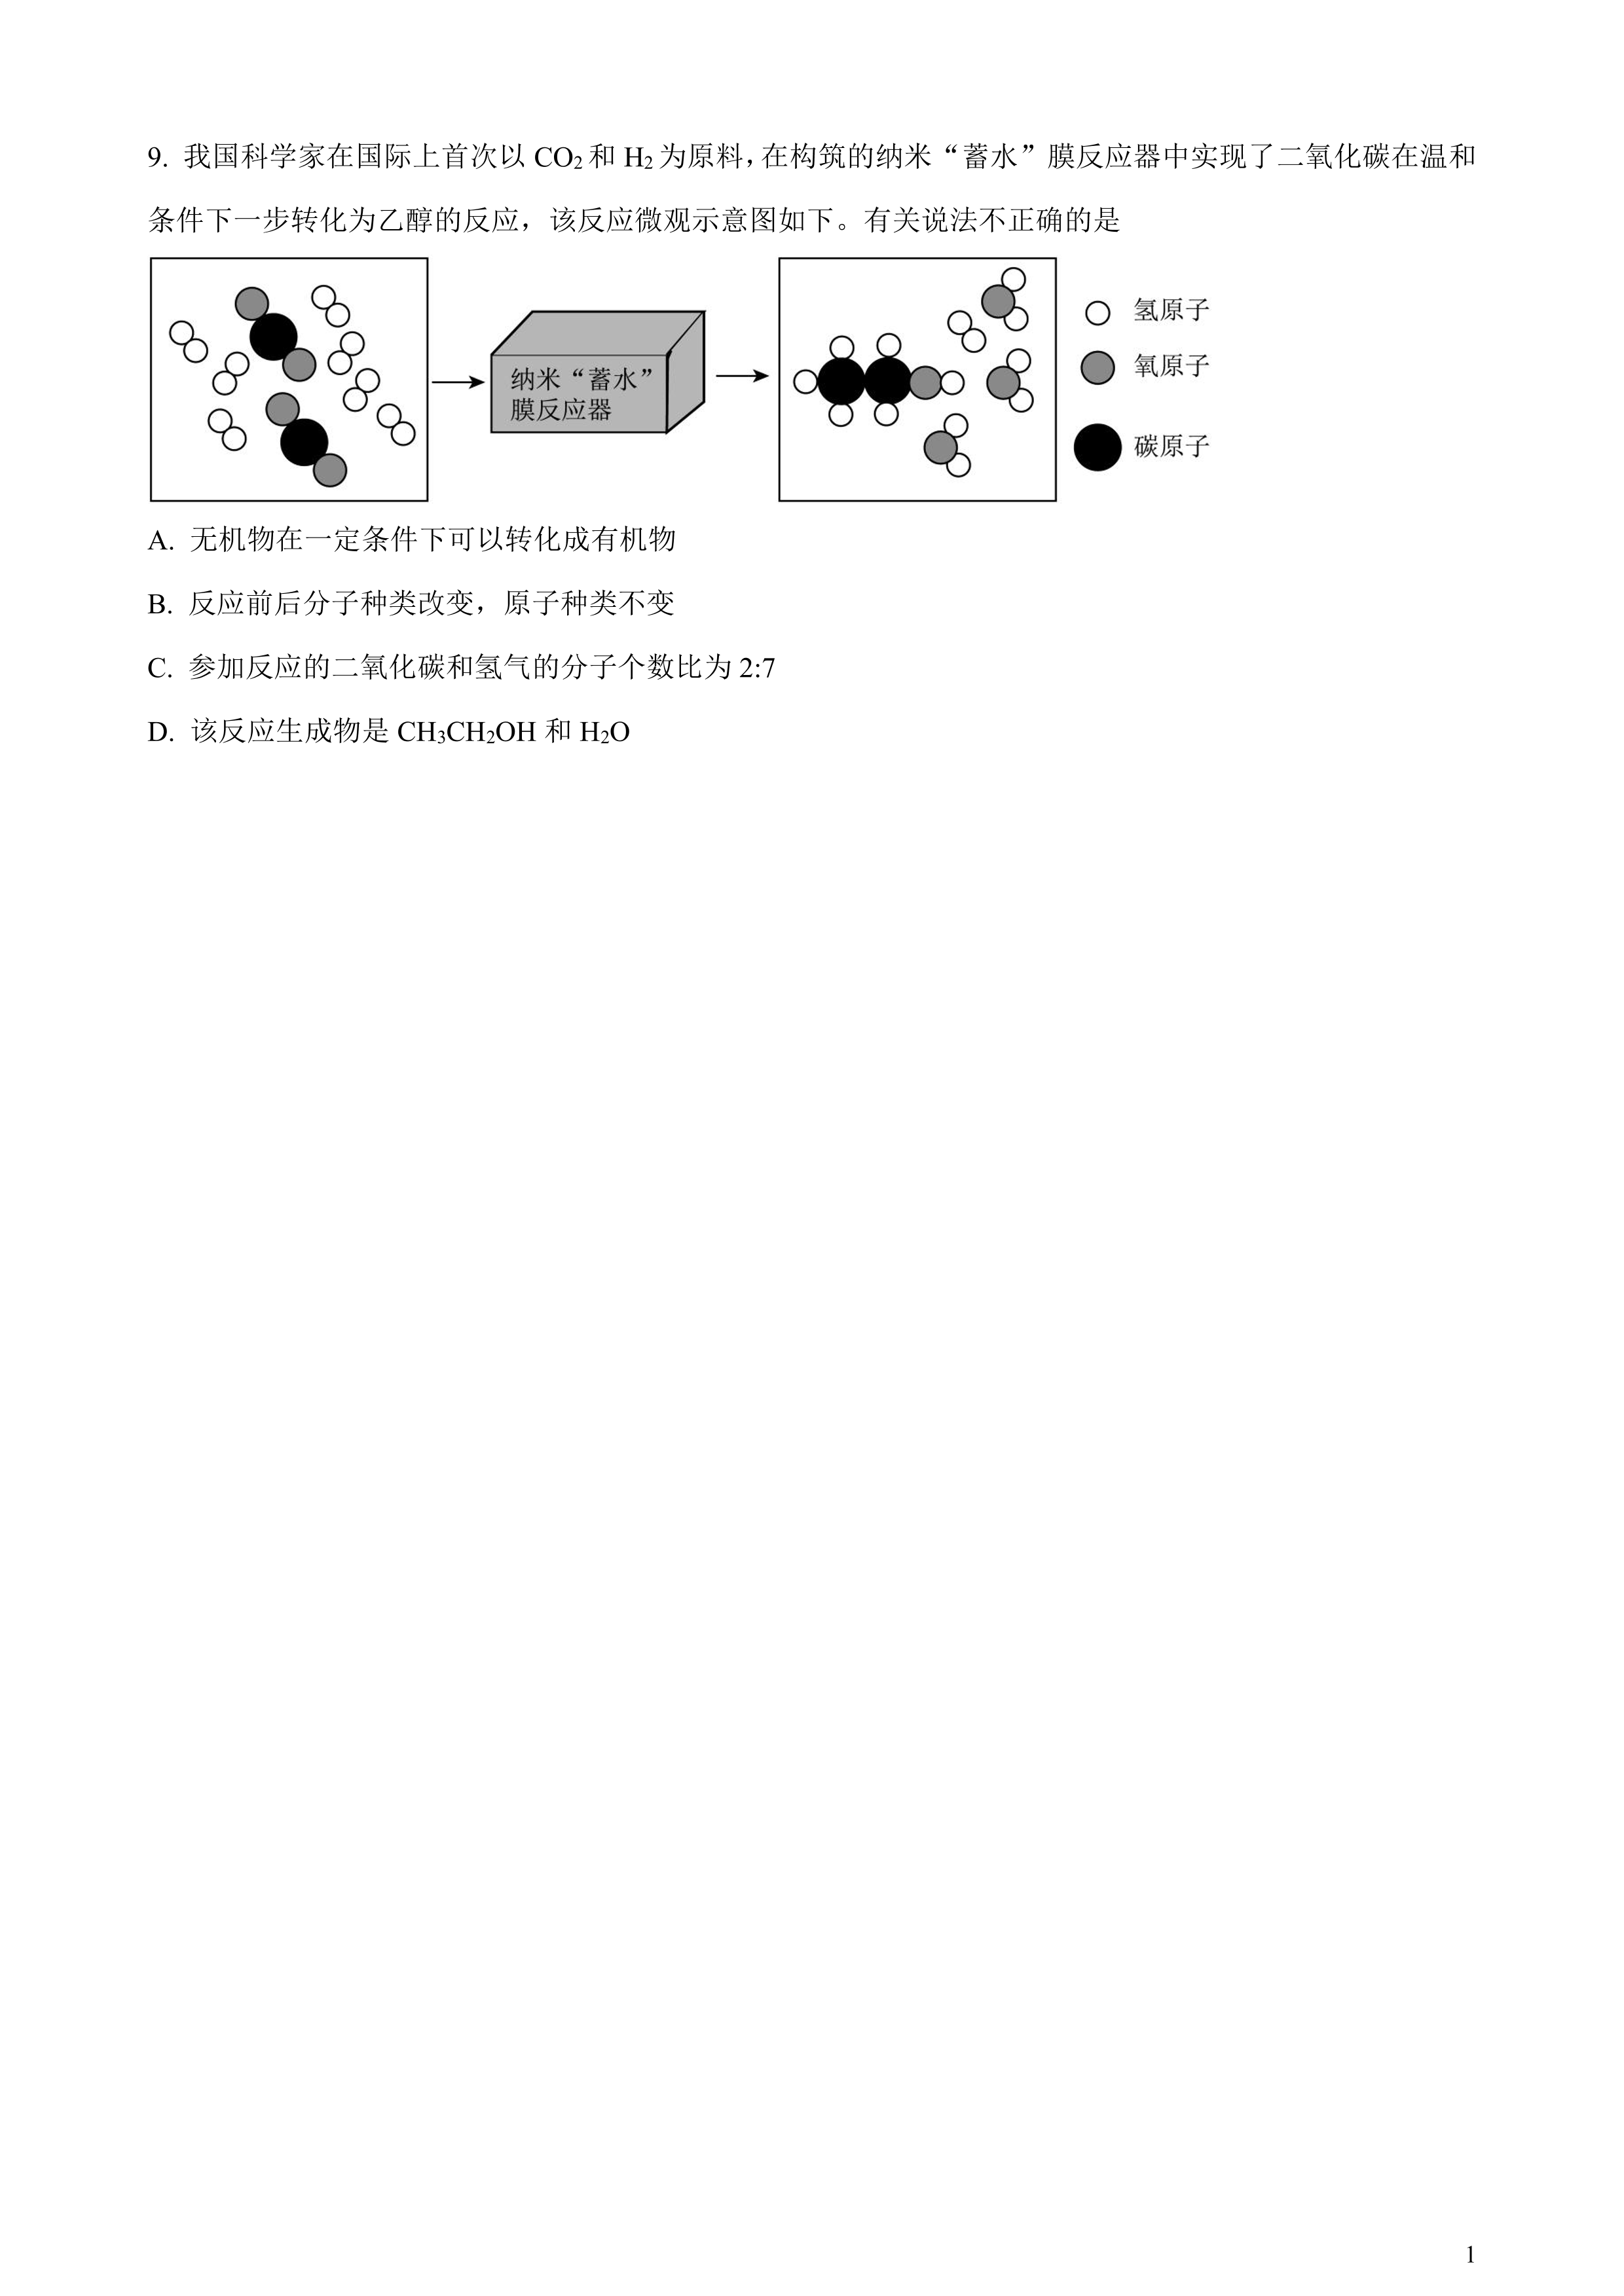 9. 我国科学家在国际上首次以 CO₂和 H₂为原料，在构筑的纳米“蓄水”膜反应器中实现了二氧化碳在温和
条件下一步转化为乙醇的反应，该反应微观示意图如下。有关说法不正确的是
纳米“蓄水”
膜反应器
氢原子
氧原子
碳原子
A. 无机物在一定条件下可以转化成有机物
B. 反应前后分子种类改变，原子种类不变
C. 参加反应的二氧化碳和氢气的分子个数比为 2:7
D. 该反应生成物是 CH₃CH₂OH 和 H₂O
1